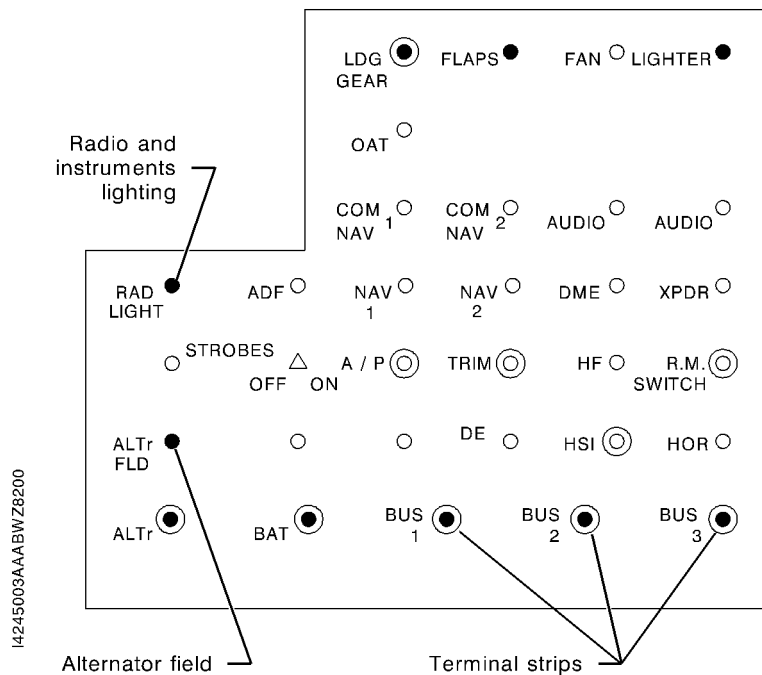 LDG GEAR
FLAPS
FAN
LIGHTER
Radio and
instruments
lighting
OAT
COM NAV 1
COM NAV 2
AUDIO
AUDIO
RAD LIGHT
ADF
NAV 1
NAV 2
DME
XPDR
STROBES
OFF ON
A / P
TRIM
HF
R.M. SWITCH
ALTr FLD
DE
HSI
HOR
ALTr
BAT
BUS 1
BUS 2
BUS 3
I4245003AAABWZ8200
Alternator field
Terminal strips